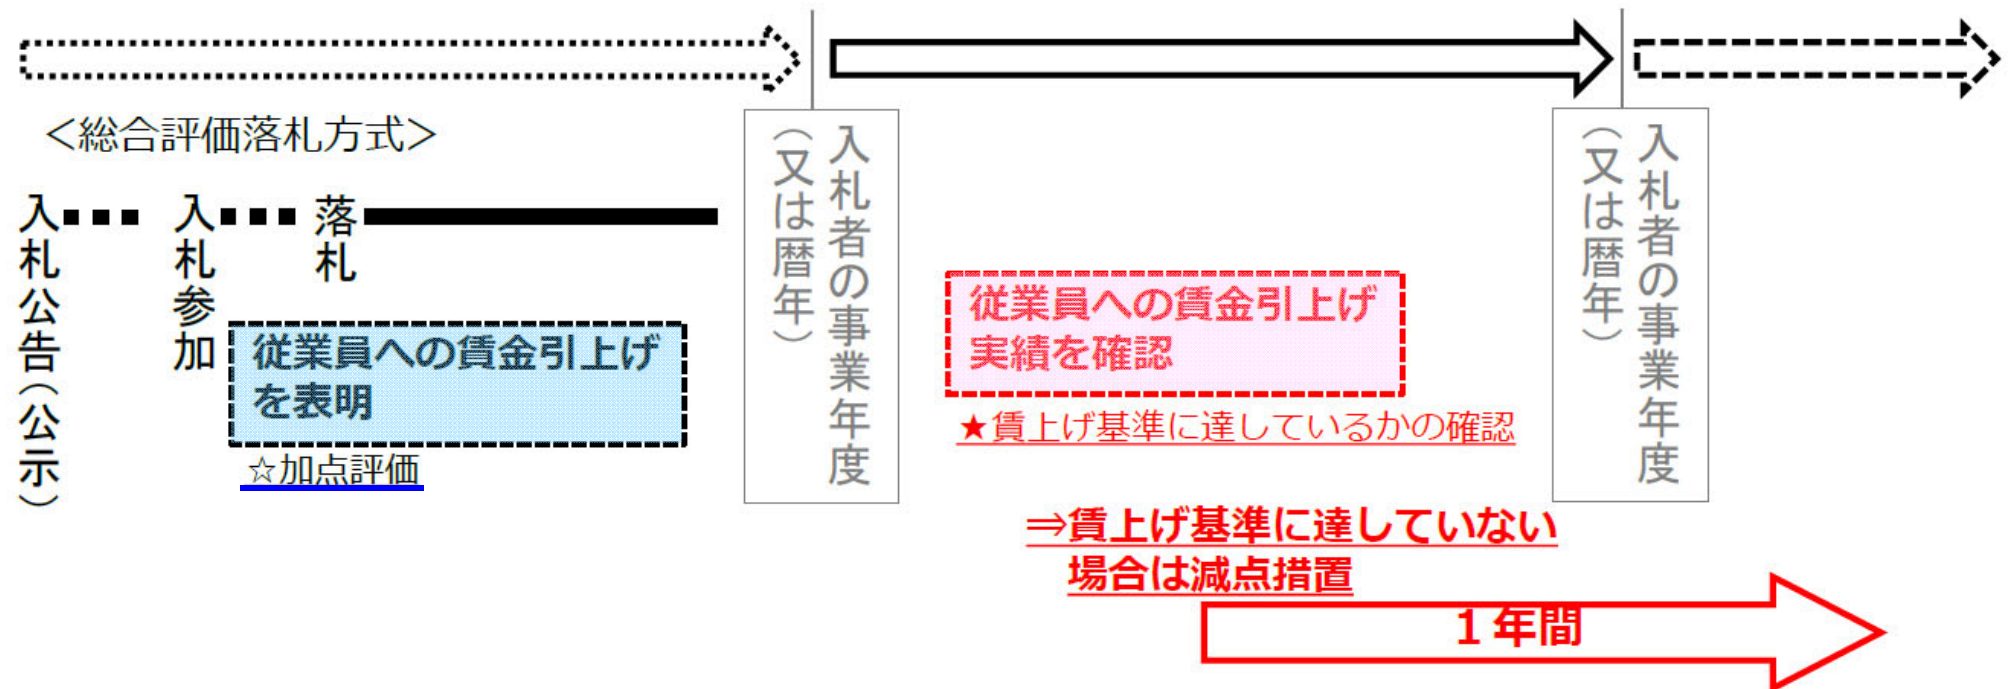 ＜総合評価落札方式＞
入札公告（公示）
入札参加
落札
従業員への賃金引上げ
を表明
☆加点評価
入札者の事業年度
（又は暦年）
従業員への賃金引上げ
実績を確認
★賃上げ基準に達しているかの確認
⇒賃上げ基準に達していない
場合は減点措置
１年間
入札者の事業年度
（又は暦年）